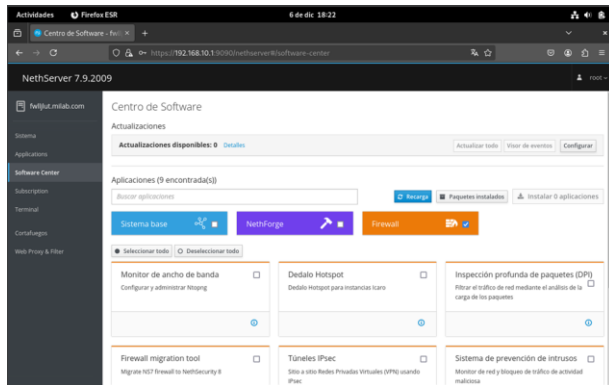 Actividades
Firefox ESR
6 de dic 18:22
Centro de Software - fwl
https://192.168.10.1:9090/nethserver#/software-center
NethServer 7.9.2009
root
fwlljlut.milab.com
Sistema
Applications
Software Center
Subscription
Terminal
Cortafuegos
Web Proxy & Filter
Centro de Software
Actualizaciones
Actualizaciones disponibles: 0 Detalles
Actualizar todo Visor de eventos Configurar
Aplicaciones (9 encontrada(s))
Buscar aplicaciones
Recarga Paquetes instalados Instalar 0 aplicaciones
Sistema base NethForge Firewall
Seleccionar todo Deseleccionar todo
Monitor de ancho de banda
Configurar y administrar Ntopng
Dedalo Hotspot
Dedalo Hotspot para instancias Icaro
Inspección profunda de paquetes (DPI)
Filtrar el tráfico de red mediante el análisis de la
carga de los paquetes
Firewall migration tool
Migrate NS7 firewall to NethSecurity 8
Túneles IPsec
Sitio a sitio Redes Privadas Virtuales (VPN) usando
IPsec
Sistema de prevención de intrusos
Monitor de red y bloqueo de tráfico de actividad
maliciosa